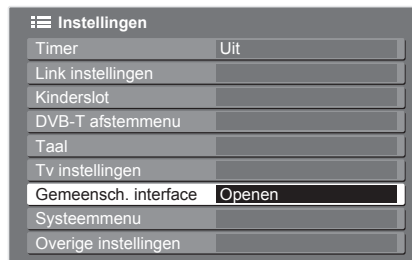 Instellingen
Timer Uit
Link instellingen
Kinderslot
DVB-T afstemmenu
Taal
Tv instellingen
Gemeensch. interface Openen
Systeemmenu
Overige instellingen